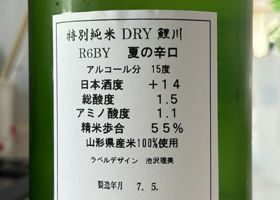 特別純米 DRY 鯉川
R6BY 夏の辛口
アルコール分 15度
日本酒度 +14
総酸度 1.5
アミノ酸度 1.1
精米歩合 55%
山形県産米100%使用
ラベルデザイン 池沢理美
製造年月 7.5.